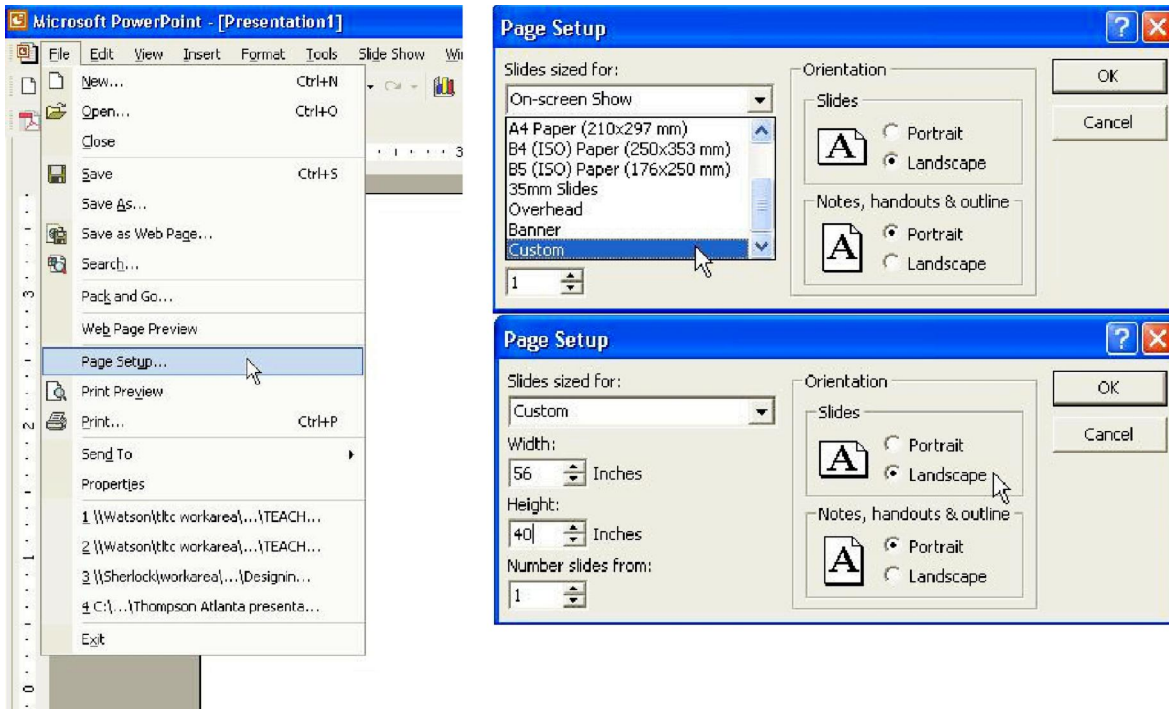 Microsoft PowerPoint - [Presentation1]
File Edit View Insert Format Tools Slide Show
New... Ctrl+N
Open... Ctrl+O
Close
Save Ctrl+S
Save As...
Save as Web Page...
Search...
Pack and Go...
Web Page Preview
Page Setup...
Print Preview
Print... Ctrl+P
Send To
Properties
1 \\Watson\tltc workarea\...\TEACH...
2 \\Watson\tltc workarea\...\TEACH...
3 \\Sherlock\workarea\...\Designin...
4 C:\...\Thompson Atlanta presenta...
Exit
3
3
2
1
0
Page Setup
Slides sized for:
On-screen Show
A4 Paper (210x297 mm)
B4 (ISO) Paper (250x353 mm)
B5 (ISO) Paper (176x250 mm)
35mm Slides
Overhead
Banner
Custom
1
Orientation
Slides
A
Portrait
Landscape
Notes, handouts & outline
A
Portrait
Landscape
OK
Cancel
Page Setup
Slides sized for:
Custom
Width:
56 Inches
Height:
40 Inches
Number slides from:
1
Orientation
Slides
A
Portrait
Landscape
Notes, handouts & outline
A
Portrait
Landscape
OK
Cancel